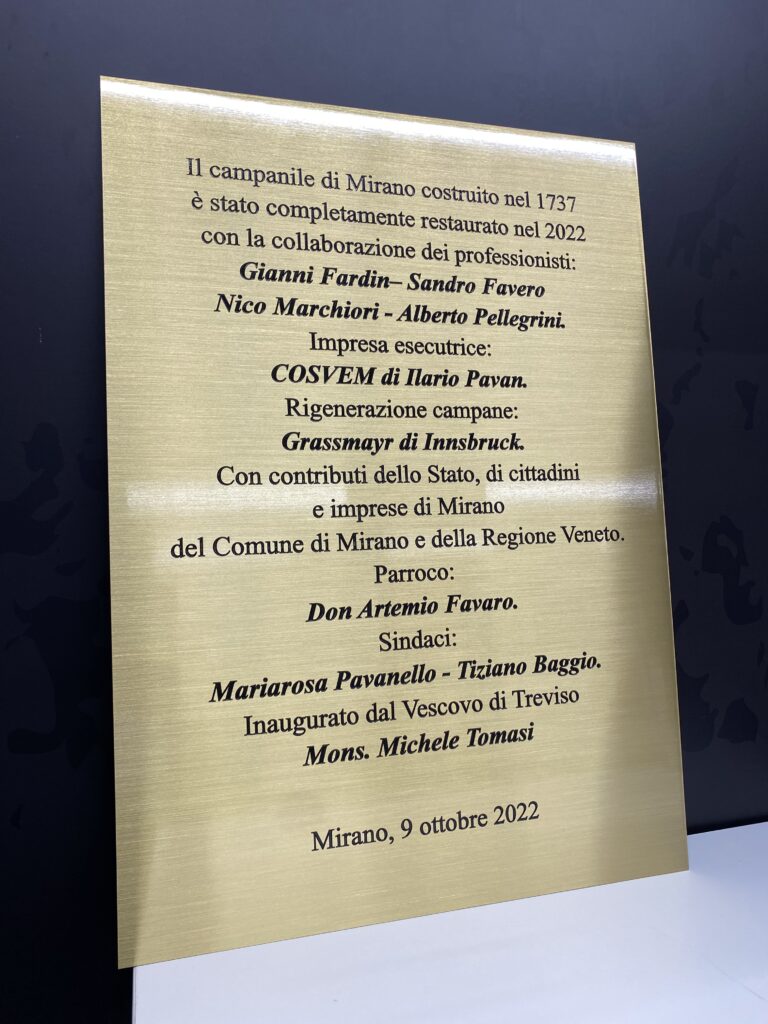 Il campanile di Mirano costruito nel 1737
è stato completamente restaurato nel 2022
con la collaborazione dei professionisti:
Gianni Fardin– Sandro Favero
Nico Marchiori - Alberto Pellegrini.
Impresa esecutrice:
COSVEM di Ilario Pavan.
Rigenerazione campane:
Grassmayr di Innsbruck.
Con contributi dello Stato, di cittadini
e imprese di Mirano
del Comune di Mirano e della Regione Veneto.
Parroco:
Don Artemio Favaro.
Sindaci:
Mariarosa Pavanello - Tiziano Baggio.
Inaugurato dal Vescovo di Treviso
Mons. Michele Tomasi
Mirano, 9 ottobre 2022